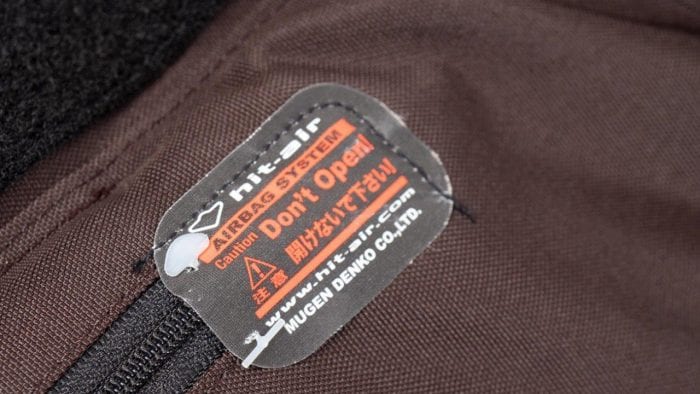 hit-air
AIRBAG SYSTEM
Caution Don't Open!
注意 開けないで下さい!
www.hit-air.com
MUGEN DENKO CO.,LTD.